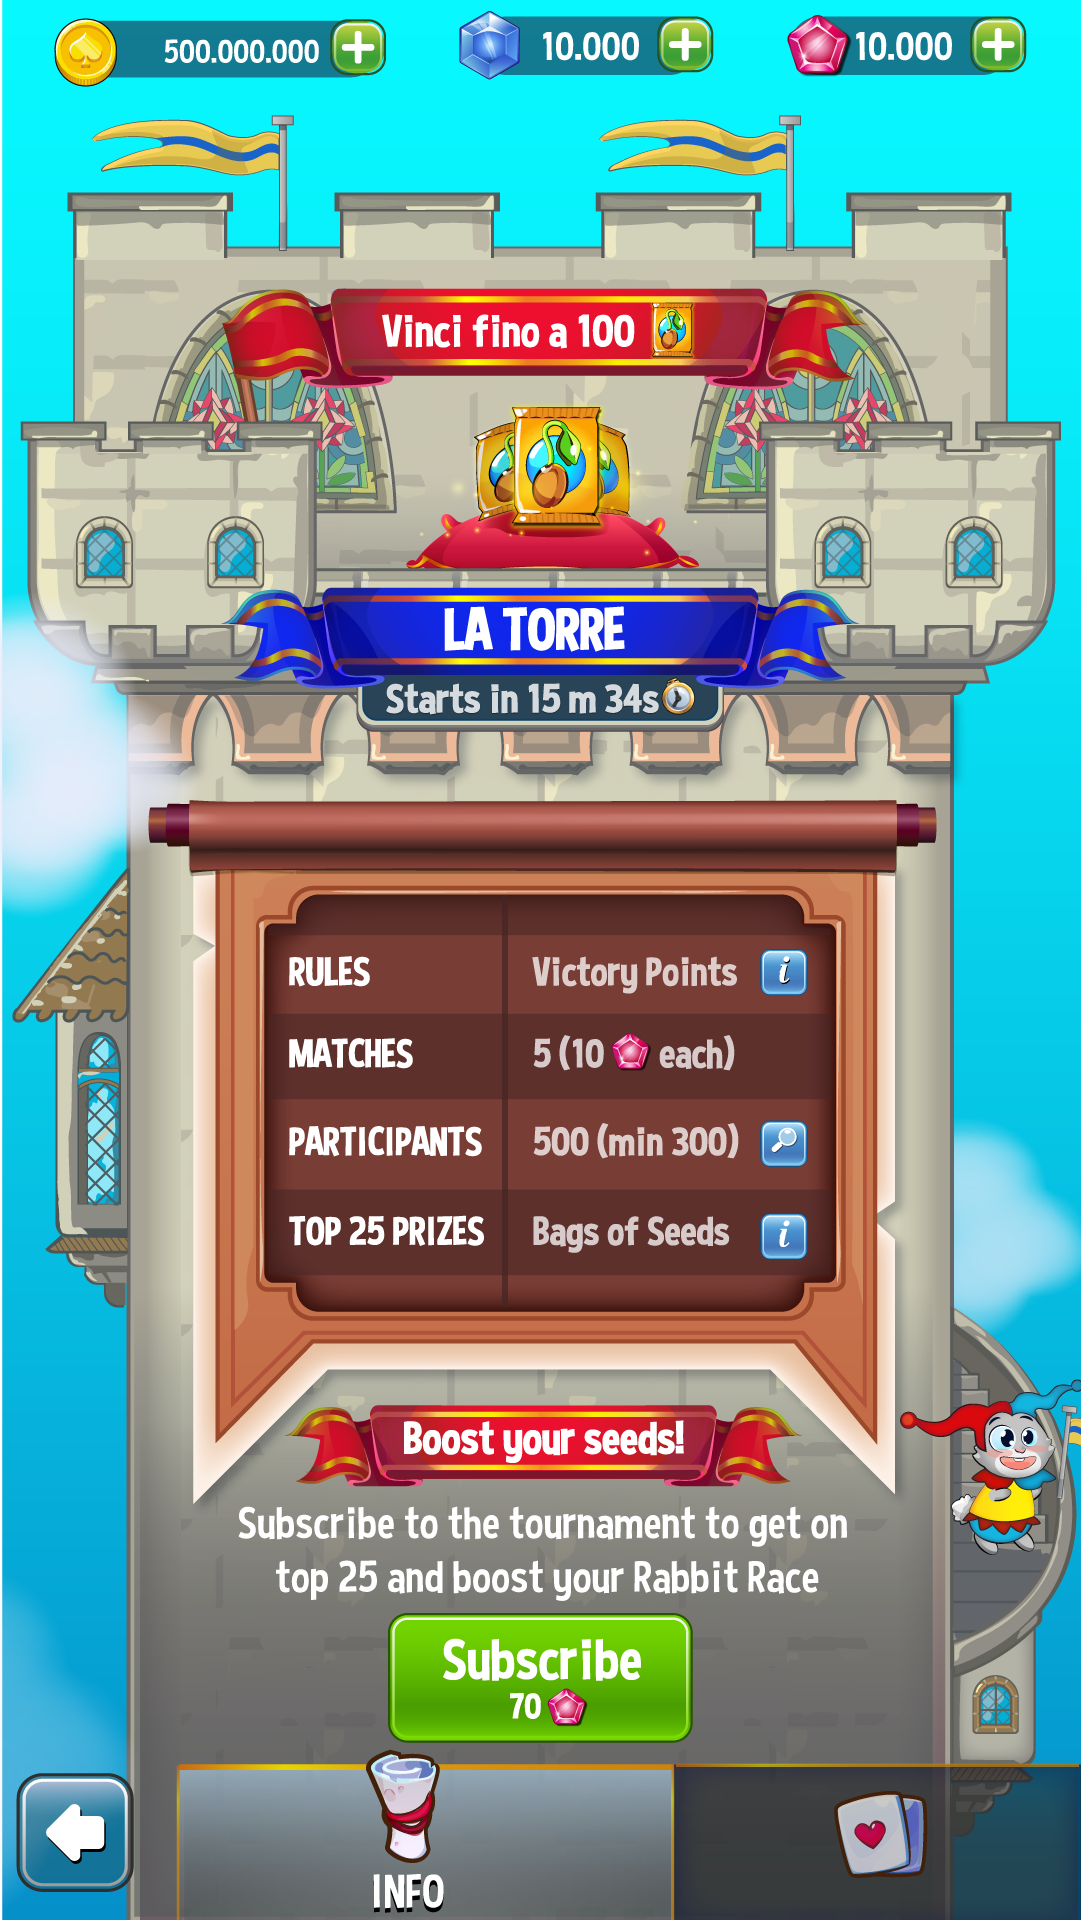 500.000.000 10.000 10.000
Vinci fino a 100
LA TORRE
Starts in 15 m 34s
RULES Victory Points i
MATCHES 5 (10 each)
PARTICIPANTS 500 (min 300)
TOP 25 PRIZES Bags of Seeds i
Boost your seeds!
Subscribe to the tournament to get on
top 25 and boost your Rabbit Race
Subscribe
70
INFO